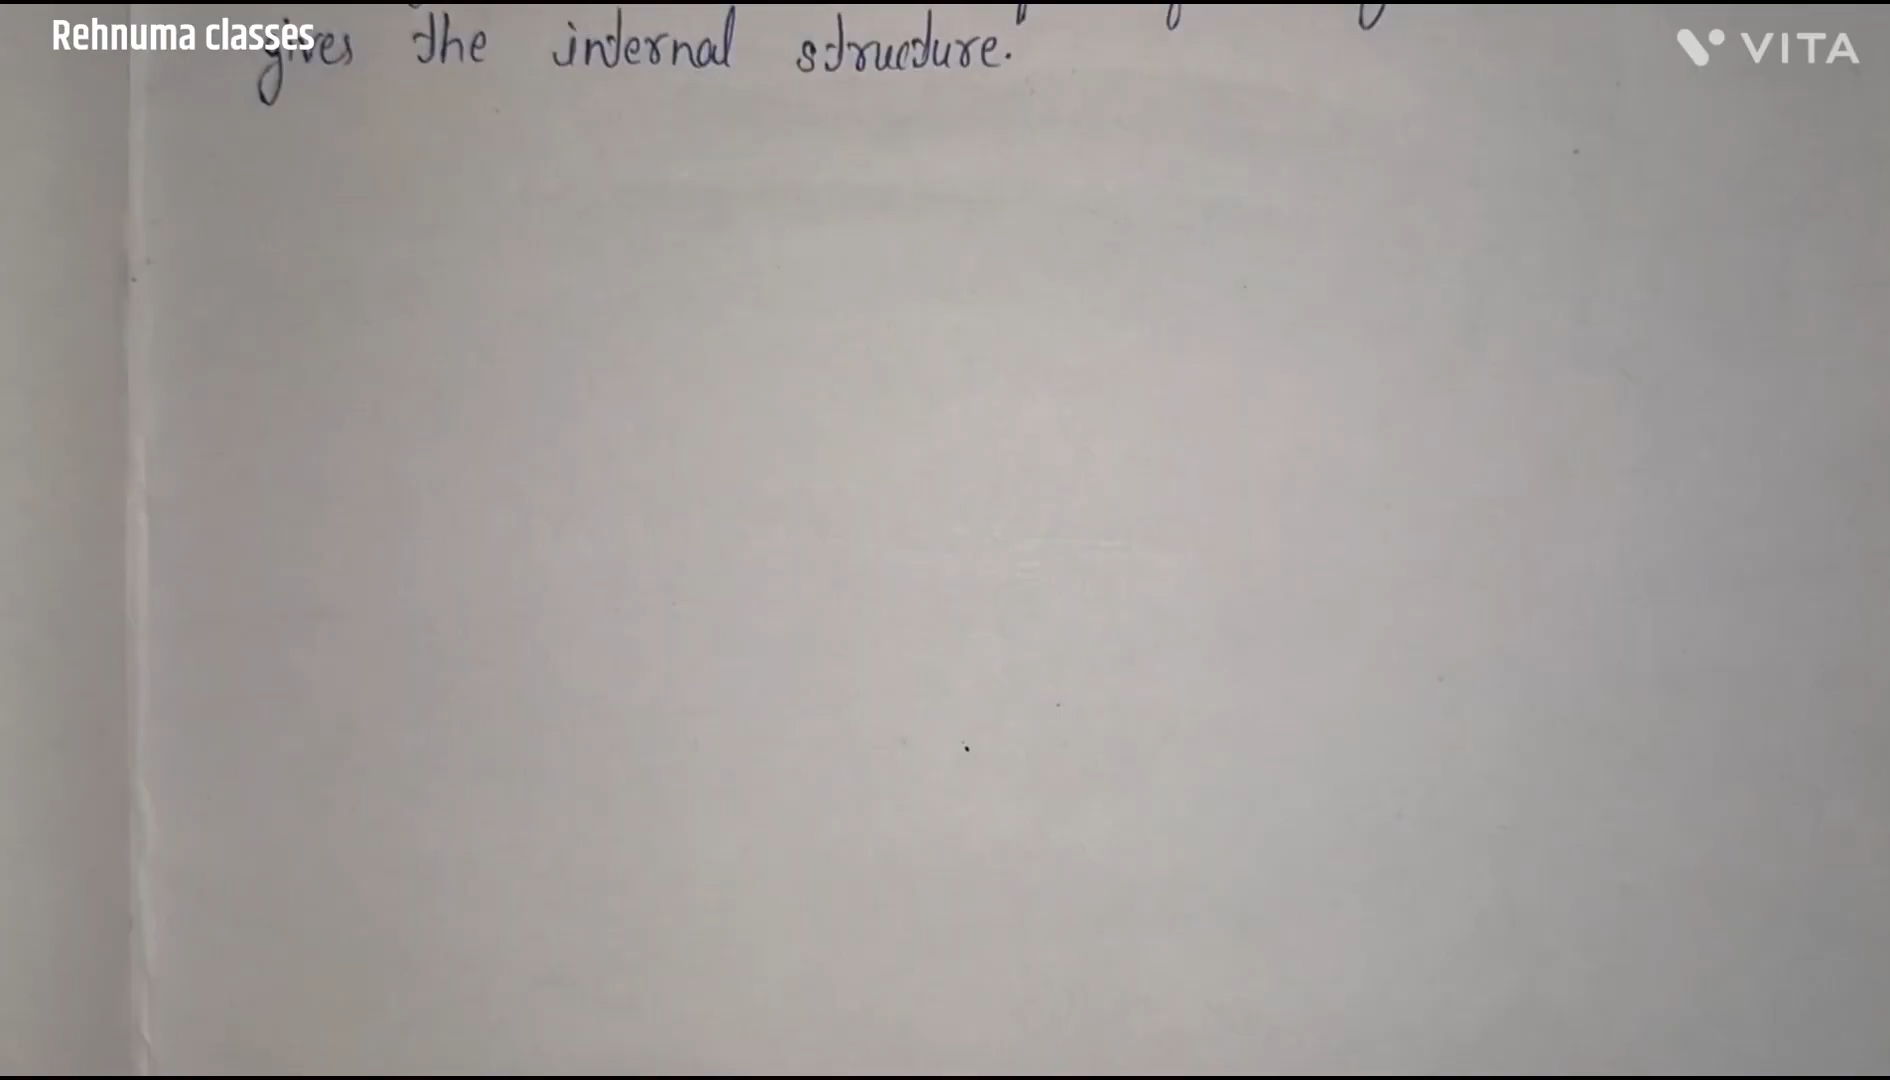 Rehnuma classes
VITA
gives the internal structure.